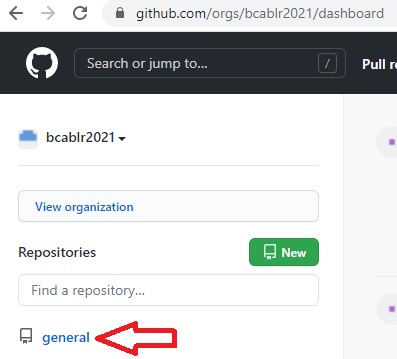 github.com/orgs/bcablr2021/dashboard
Search or jump to... /
Pull r
bcablr2021
View organization
Repositories
New
Find a repository...
general